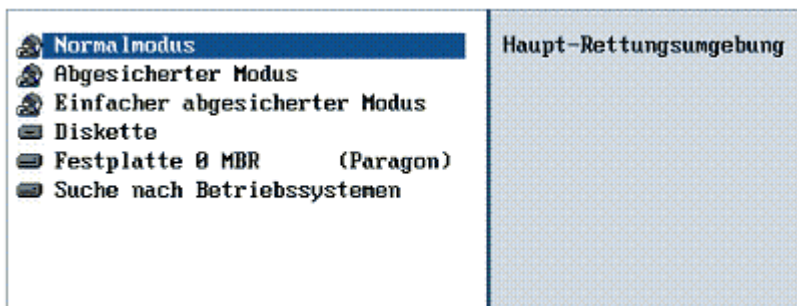 Normalmodus
Abgesicherter Modus
Einfacher abgesicherter Modus
Diskette
Festplatte 0 MBR (Paragon)
Suche nach Betriebssystemen
Haupt-Rettungsumgebung